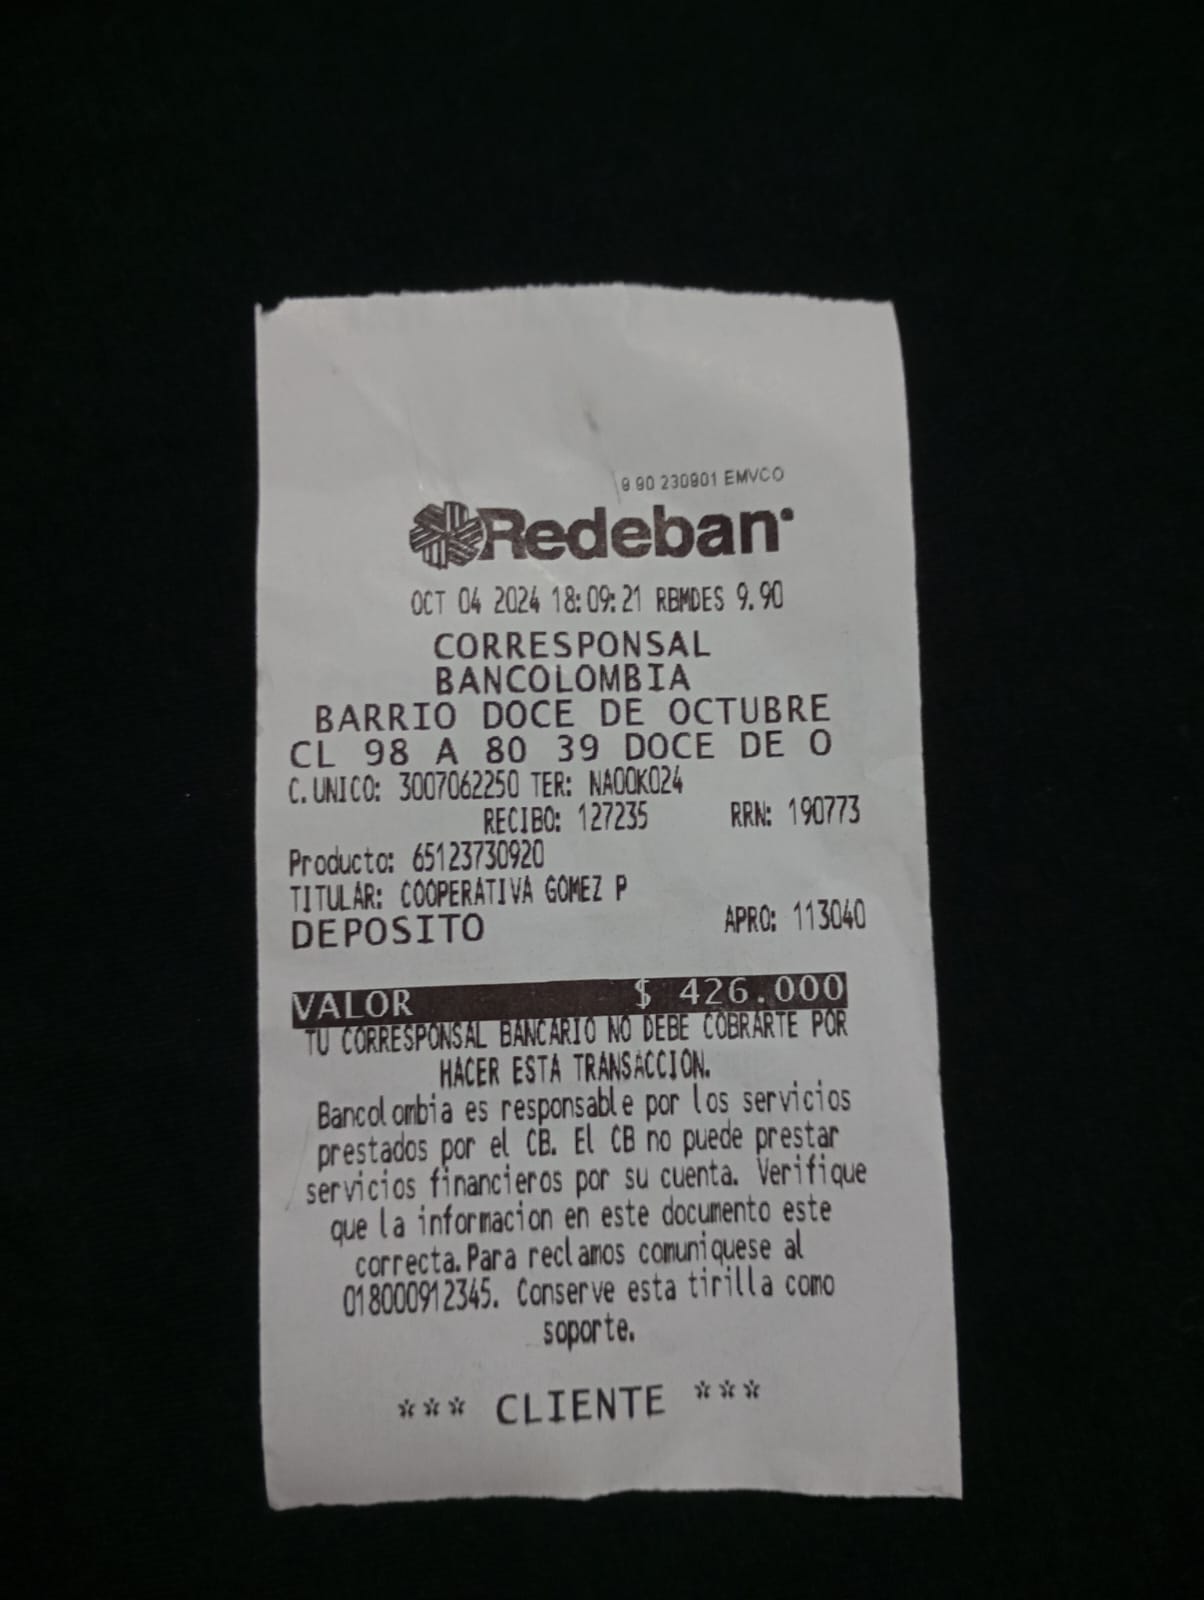 9 90 230901 EMVCO
Redeban
OCT 04 2024 18:09:21 RBMDES 9.90
CORRESPONSAL
BANCOLOMBIA
BARRIO DOCE DE OCTUBRE
CL 98 A 80 39 DOCE DE O
C.UNICO: 3007062250 TER: NA00K024
RECIBO: 127235 RRN: 190773
Producto: 65123730920
TITULAR: COOPERATIVA GOMEZ P
DEPOSITO APRO: 113040
VALOR $ 426.000
TU CORRESPONSAL BANCARIO NO DEBE COBRARTE POR
HACER ESTA TRANSACCION.
Bancolombia es responsable por los servicios
prestados por el CB. El CB no puede prestar
servicios financieros por su cuenta. Verifique
que la informacion en este documento este
correcta.Para reclamos comuniquese al
018000912345. Conserve esta tirilla como
soporte.
*** CLIENTE ***